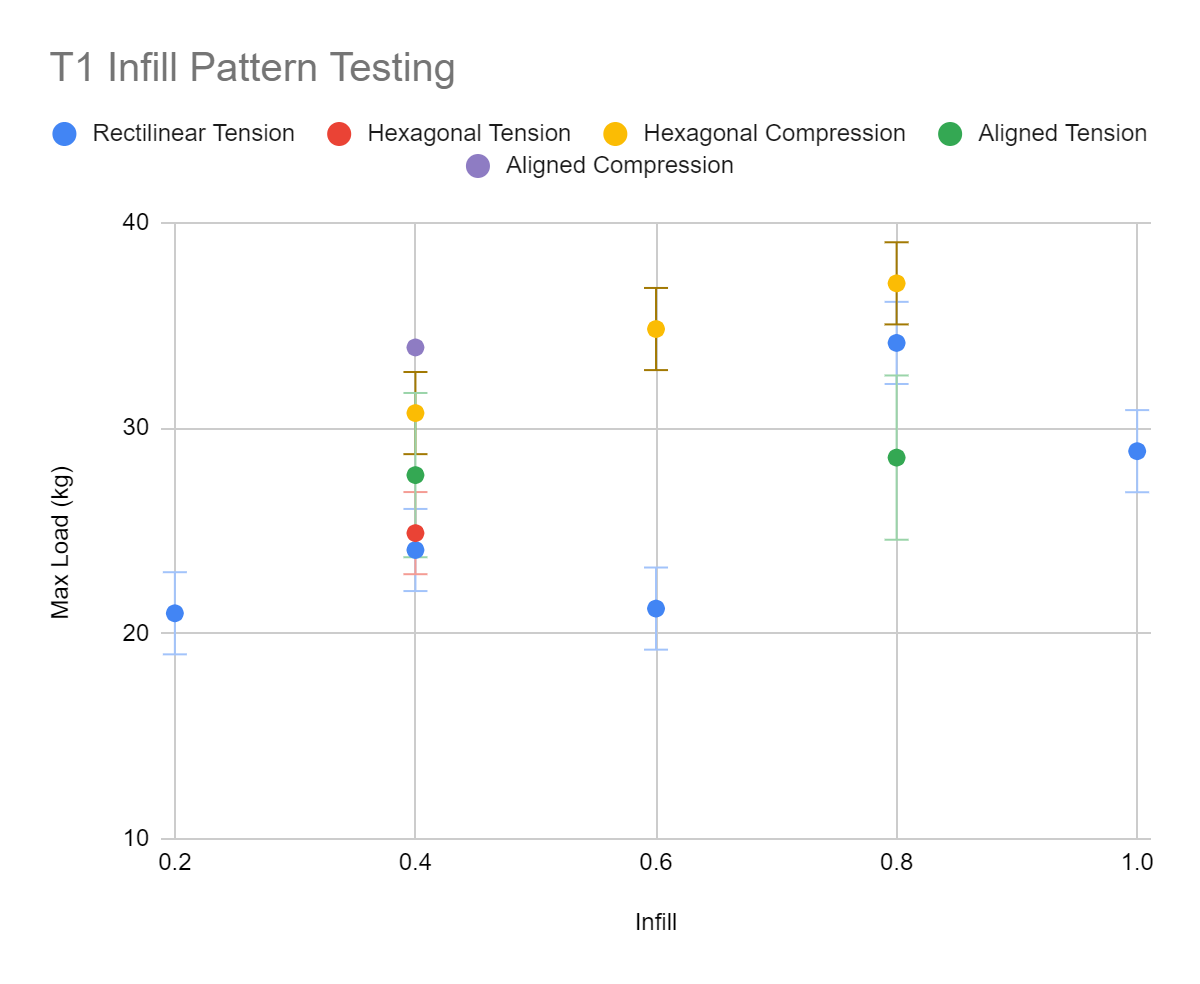 T1 Infill Pattern Testing
Rectilinear Tension Hexagonal Tension Hexagonal Compression Aligned Tension
Aligned Compression
40
30
20
10
Max Load (kg)
0.2 0.4 0.6 0.8 1.0
Infill